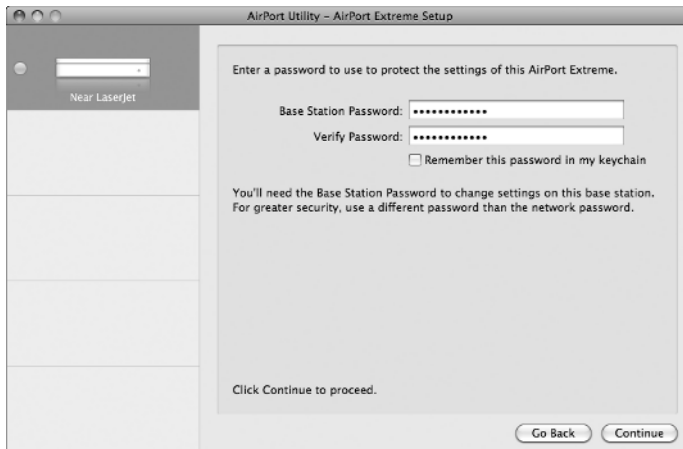 AirPort Utility – AirPort Extreme Setup
Near LaserJet
Enter a password to use to protect the settings of this AirPort Extreme.
Base Station Password: ••••••••••••
Verify Password: ••••••••••••
Remember this password in my keychain
You'll need the Base Station Password to change settings on this base station.
For greater security, use a different password than the network password.
Click Continue to proceed.
Go Back
Continue